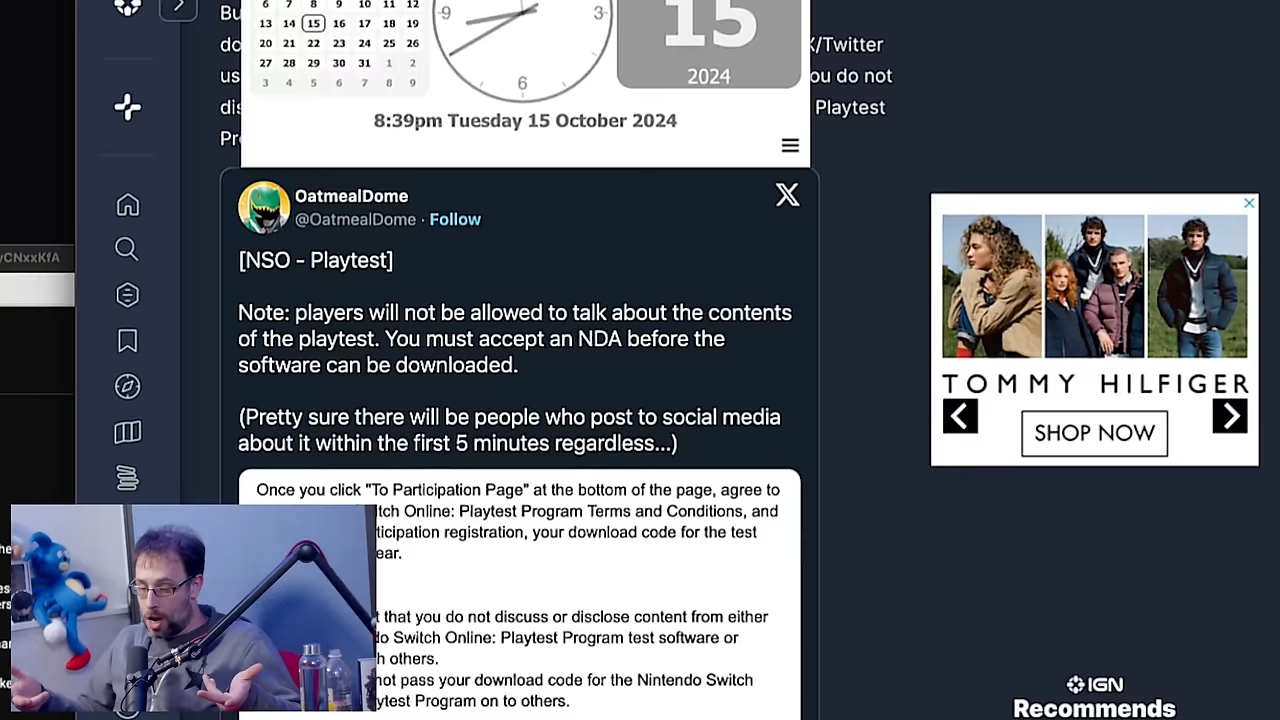 Bu
6 7 8 9 10 11 12
13 14 15 16 17 18 19
20 21 22 23 24 25 26
27 28 29 30 31 1 2
3 4 5 6 7 8 9
9
3
6
15
2024
8:39pm Tuesday 15 October 2024
do
X/Twitter
us
ou do not
dis
Playtest
Pr
OatmealDome
@OatmealDome · Follow
[NSO - Playtest]
Note: players will not be allowed to talk about the contents
of the playtest. You must accept an NDA before the
software can be downloaded.
(Pretty sure there will be people who post to social media
about it within the first 5 minutes regardless...)
Once you click "To Participation Page" at the bottom of the page, agree to
itch Online: Playtest Program Terms and Conditions, and
ticipation registration, your download code for the test
ear.
t that you do not discuss or disclose content from either
do Switch Online: Playtest Program test software or
h others.
not pass your download code for the Nintendo Switch
ytest Program on to others.
yCNxxKfA
TOMMY HILFIGER
SHOP NOW
IGN
Recommends